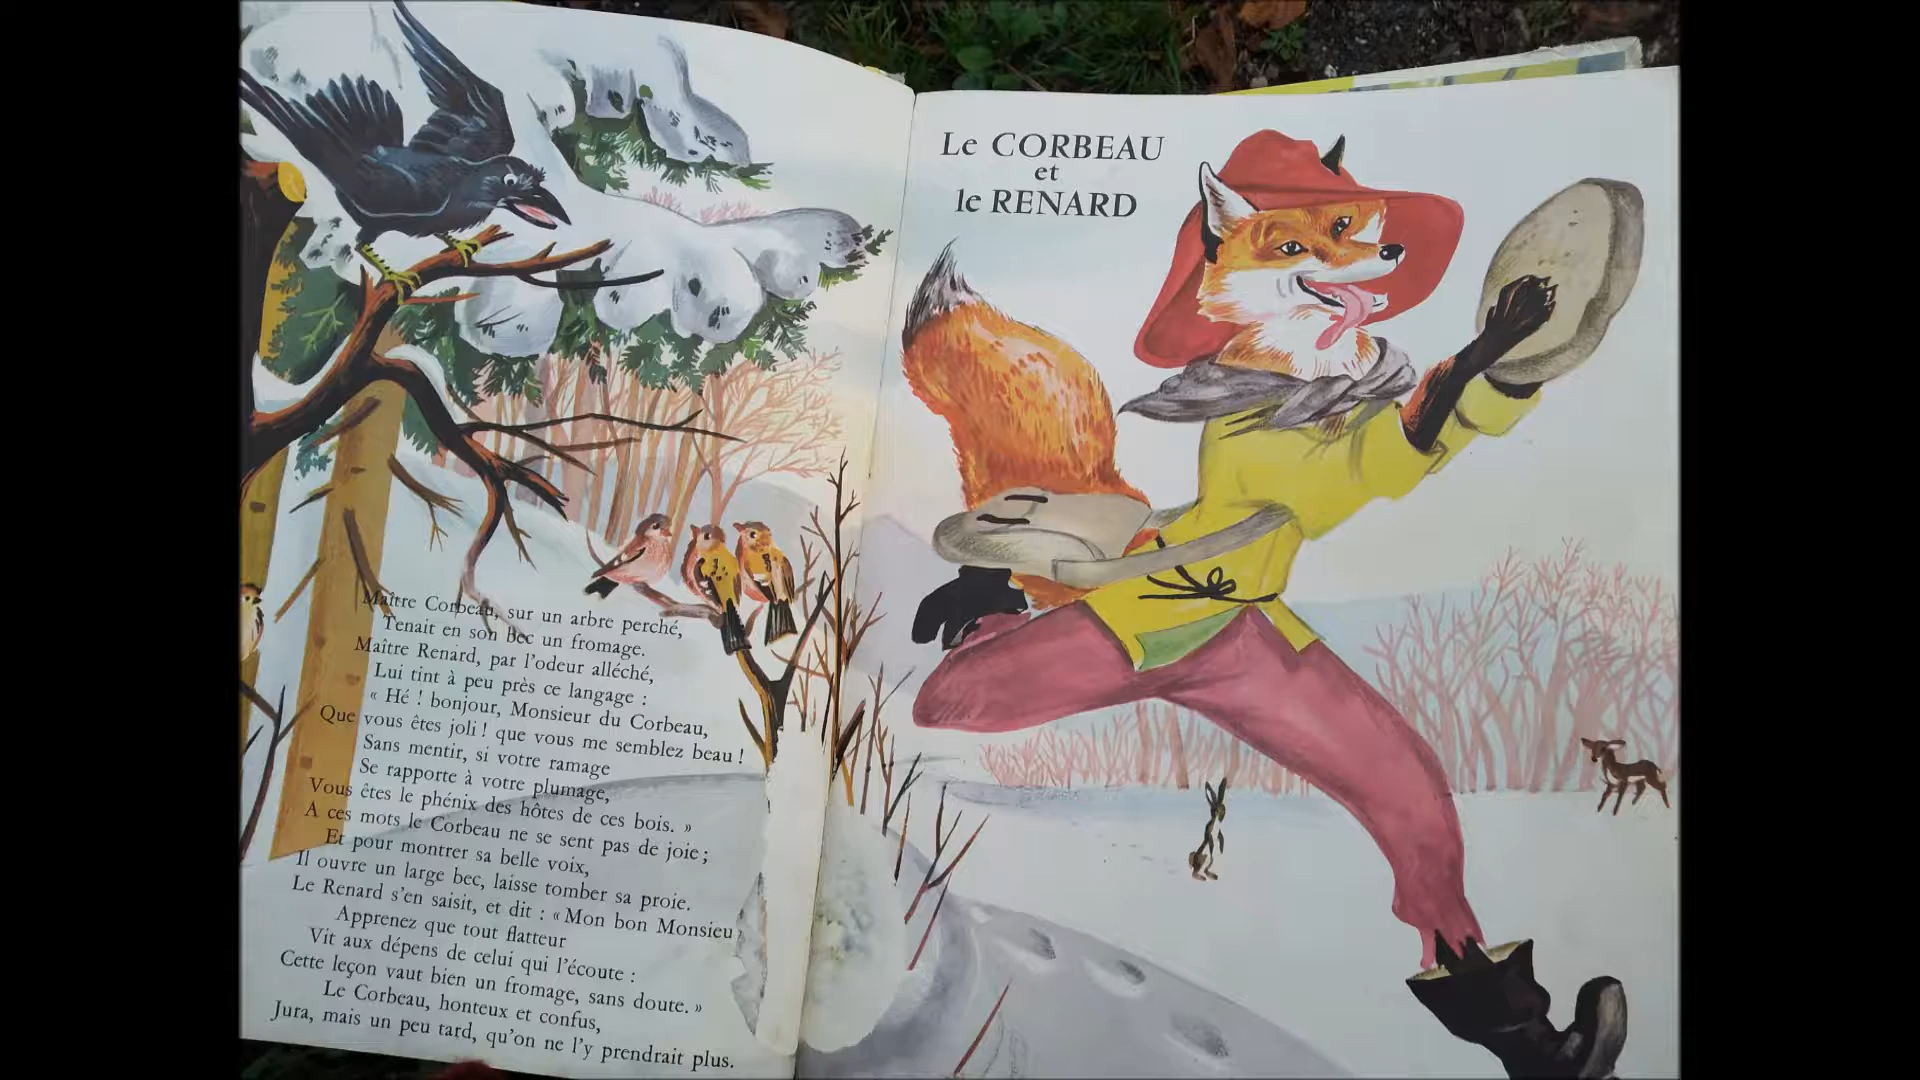 Maître Corbeau, sur un arbre perché,
Tenait en son bec un fromage.
Maître Renard, par l'odeur alléché,
Lui tint à peu près ce langage :
« Hé ! bonjour, Monsieur du Corbeau,
Que vous êtes joli ! que vous me semblez beau !
Sans mentir, si votre ramage
Se rapporte à votre plumage,
Vous êtes le phénix des hôtes de ces bois. »
A ces mots le Corbeau ne se sent pas de joie ;
Et pour montrer sa belle voix,
Il ouvre un large bec, laisse tomber sa proie.
Le Renard s'en saisit, et dit : « Mon bon Monsieu
Apprenez que tout flatteur
Vit aux dépens de celui qui l'écoute :
Cette leçon vaut bien un fromage, sans doute. »
Le Corbeau, honteux et confus,
Jura, mais un peu tard, qu'on ne l'y prendrait plus.
Le CORBEAU
et
le RENARD